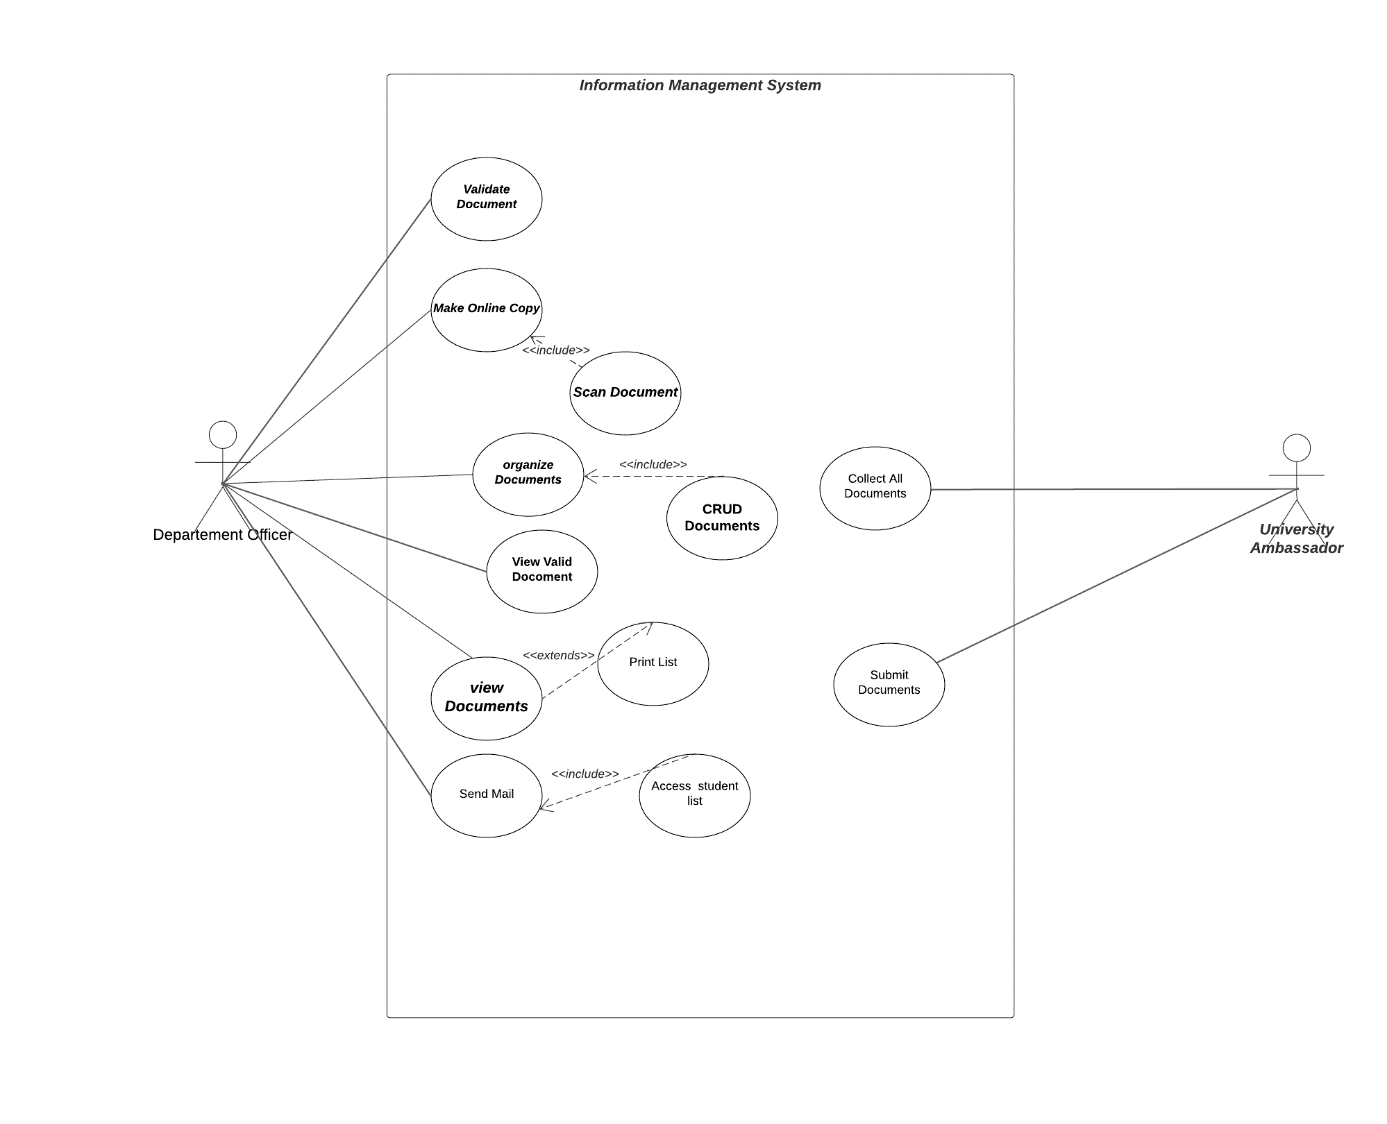 Information Management System
Validate
Document
Make Online Copy
<<include>>
Scan Document
organize
Documents
<<include>>
CRUD
Documents
Collect All
Documents
Departement Officer
University
Ambassador
View Valid
Docoment
<<extends>>
Print List
view
Documents
Submit
Documents
Send Mail
<<include>>
Access  student
list